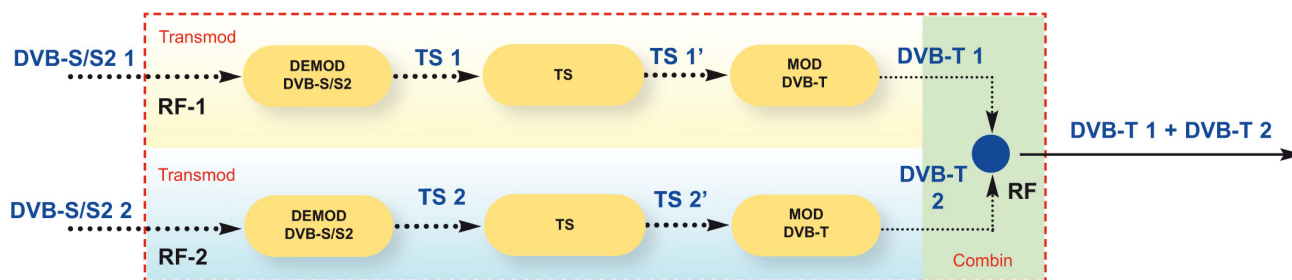 Transmod
DVB-S/S2 1
RF-1
DEMOD
DVB-S/S2
TS 1
TS
TS 1’
MOD
DVB-T
DVB-T 1
DVB-T 1 + DVB-T 2
Transmod
DVB-S/S2 2
RF-2
DEMOD
DVB-S/S2
TS 2
TS
TS 2’
MOD
DVB-T
DVB-T
2
RF
Combin